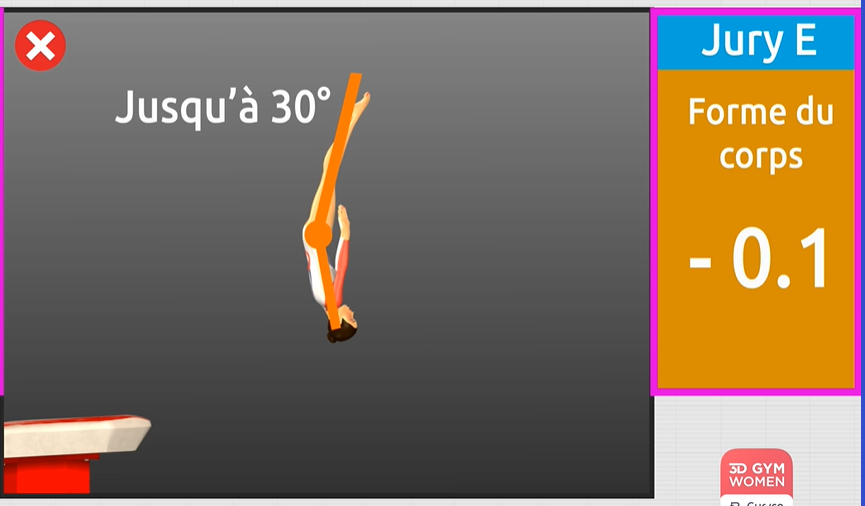 Jusqu'à 30°
Jury E
Forme du
corps
- 0.1
3D GYM
WOMEN